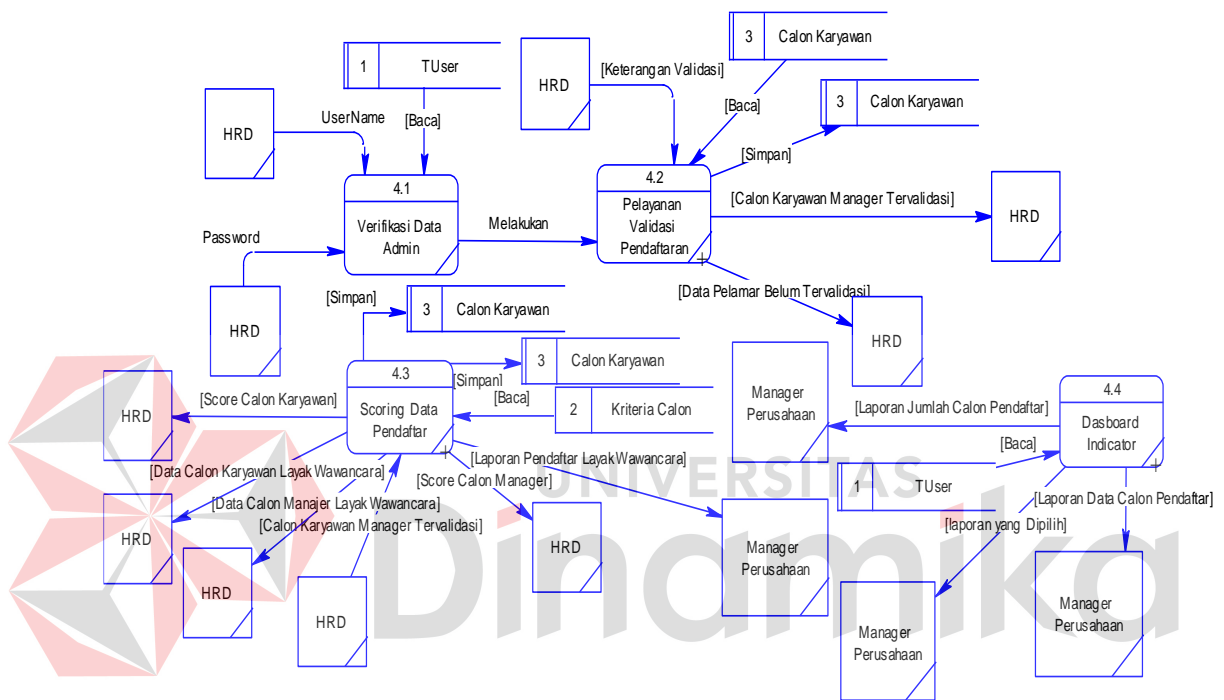 3
Calon Karyawan
1
TUser
HRD
[Keterangan Validasi]
[Baca]
3
Calon Karyawan
HRD
UserName
[Baca]
[Simpan]
4.1
Verifikasi Data
Admin
4.2
Pelayanan
Validasi
Pendaftaran
[Calon Karyawan Manager Tervalidasi]
HRD
Melakukan
Password
HRD
[Data Pelamar Belum Tervalidasi]
HRD
[Simpan]
3
Calon Karyawan
3
Calon Karyawan
[Simpan]
4.3
Scoring Data
Pendaftar
HRD
[Score Calon Karyawan]
[Baca]
2
Kriteria Calon
Manager
Perusahaan
[Laporan Jumlah Calon Pendaftar]
4.4
Dasboard
Indicator
[Baca]
[Laporan Pendaftar Layak Wawancara]
[Data Calon Karyawan Layak Wawancara]
[Score Calon Manager]
1
TUser
[Data Calon Manajer Layak Wawancara]
[Laporan Data Calon Pendaftar]
[Calon Karyawan Manager Tervalidasi]
[laporan yang Dipilih]
HRD
HRD
HRD
HRD
Manager
Perusahaan
Manager
Perusahaan
Manager
Perusahaan
UNIVERSITAS
Dinamika